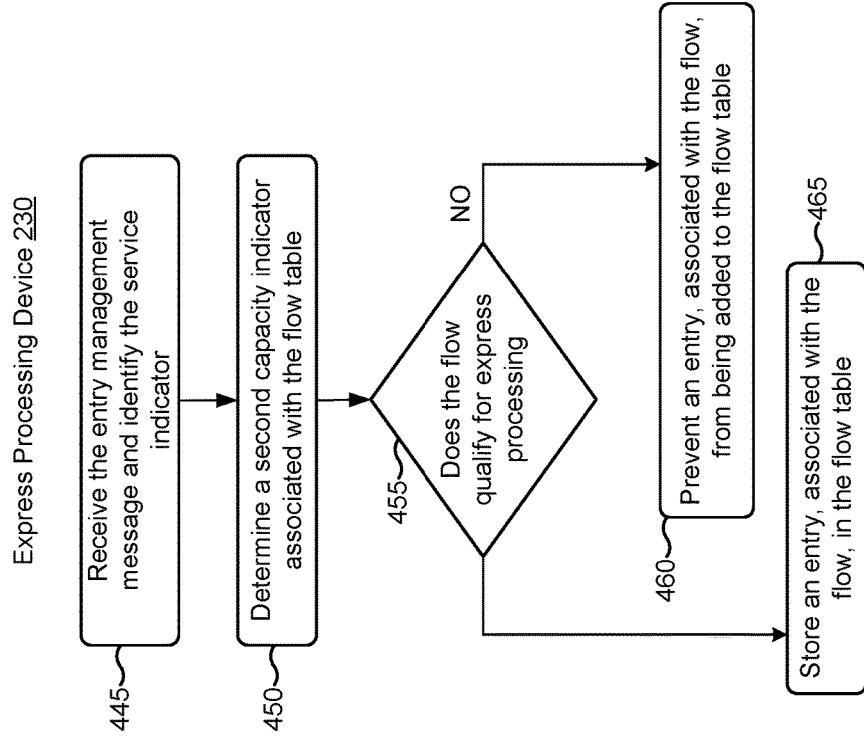 Express Processing Device 230
445
Receive the entry management
message and identify the service
indicator
450
Determine a second capacity indicator
associated with the flow table
455
Does the flow
qualify for express
processing
NO
460
Prevent an entry, associated with the flow,
from being added to the flow table
465
Store an entry, associated with the
flow, in the flow table